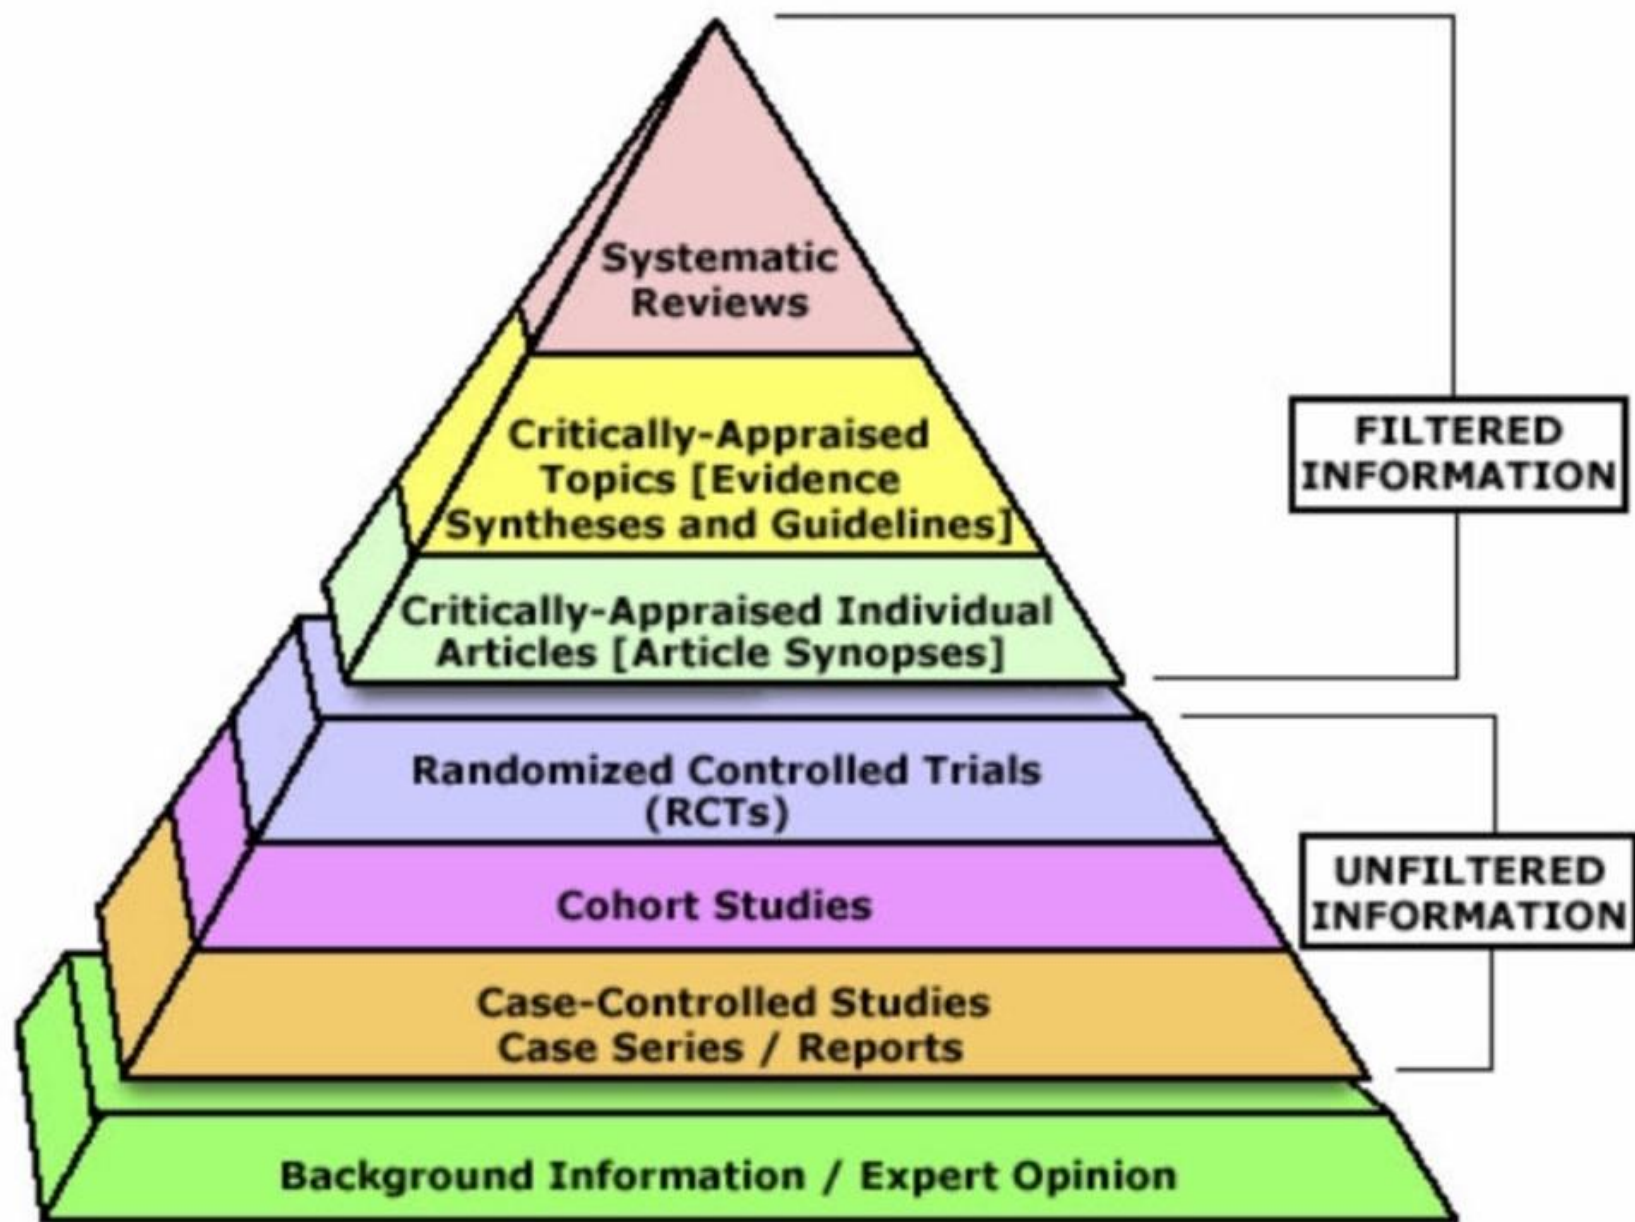 Systematic
Reviews
Critically-Appraised
Topics [Evidence
Syntheses and Guidelines]
Critically-Appraised Individual
Articles [Article Synopses]
Randomized Controlled Trials
(RCTs)
Cohort Studies
Case-Controlled Studies
Case Series / Reports
Background Information / Expert Opinion
FILTERED
INFORMATION
UNFILTERED
INFORMATION